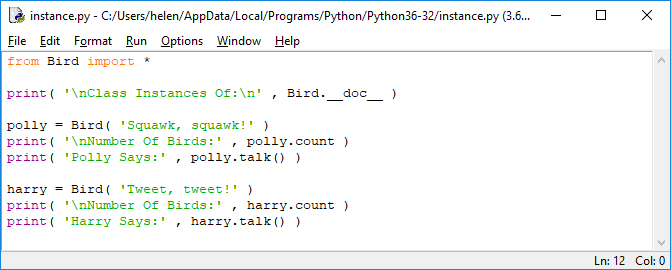 instance.py - C:/Users/helen/AppData/Local/Programs/Python/Python36-32/instance.py (3.6...
File Edit Format Run Options Window Help
from Bird import *
print( '\nClass Instances Of:\n' , Bird.__doc__ )
polly = Bird( 'Squawk, squawk!' )
print( '\nNumber Of Birds:' , polly.count )
print( 'Polly Says:' , polly.talk() )
harry = Bird( 'Tweet, tweet!' )
print( '\nNumber Of Birds:' , harry.count )
print( 'Harry Says:' , harry.talk() )
Ln: 12 Col: 0